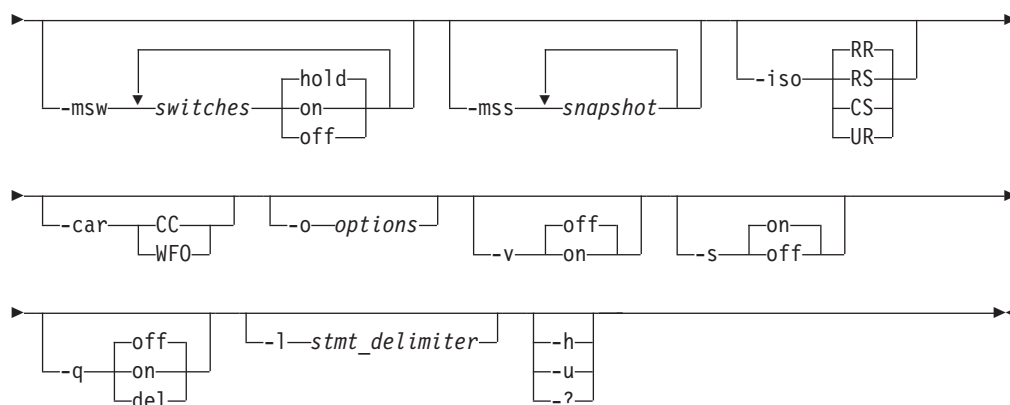 hold RR
-msw switches on -mss snapshot -iso RS
off CS
UR
-car CC -o options -v off -s on
WFO on off
-q off -l stmt_delimiter -h
on -u
del -?